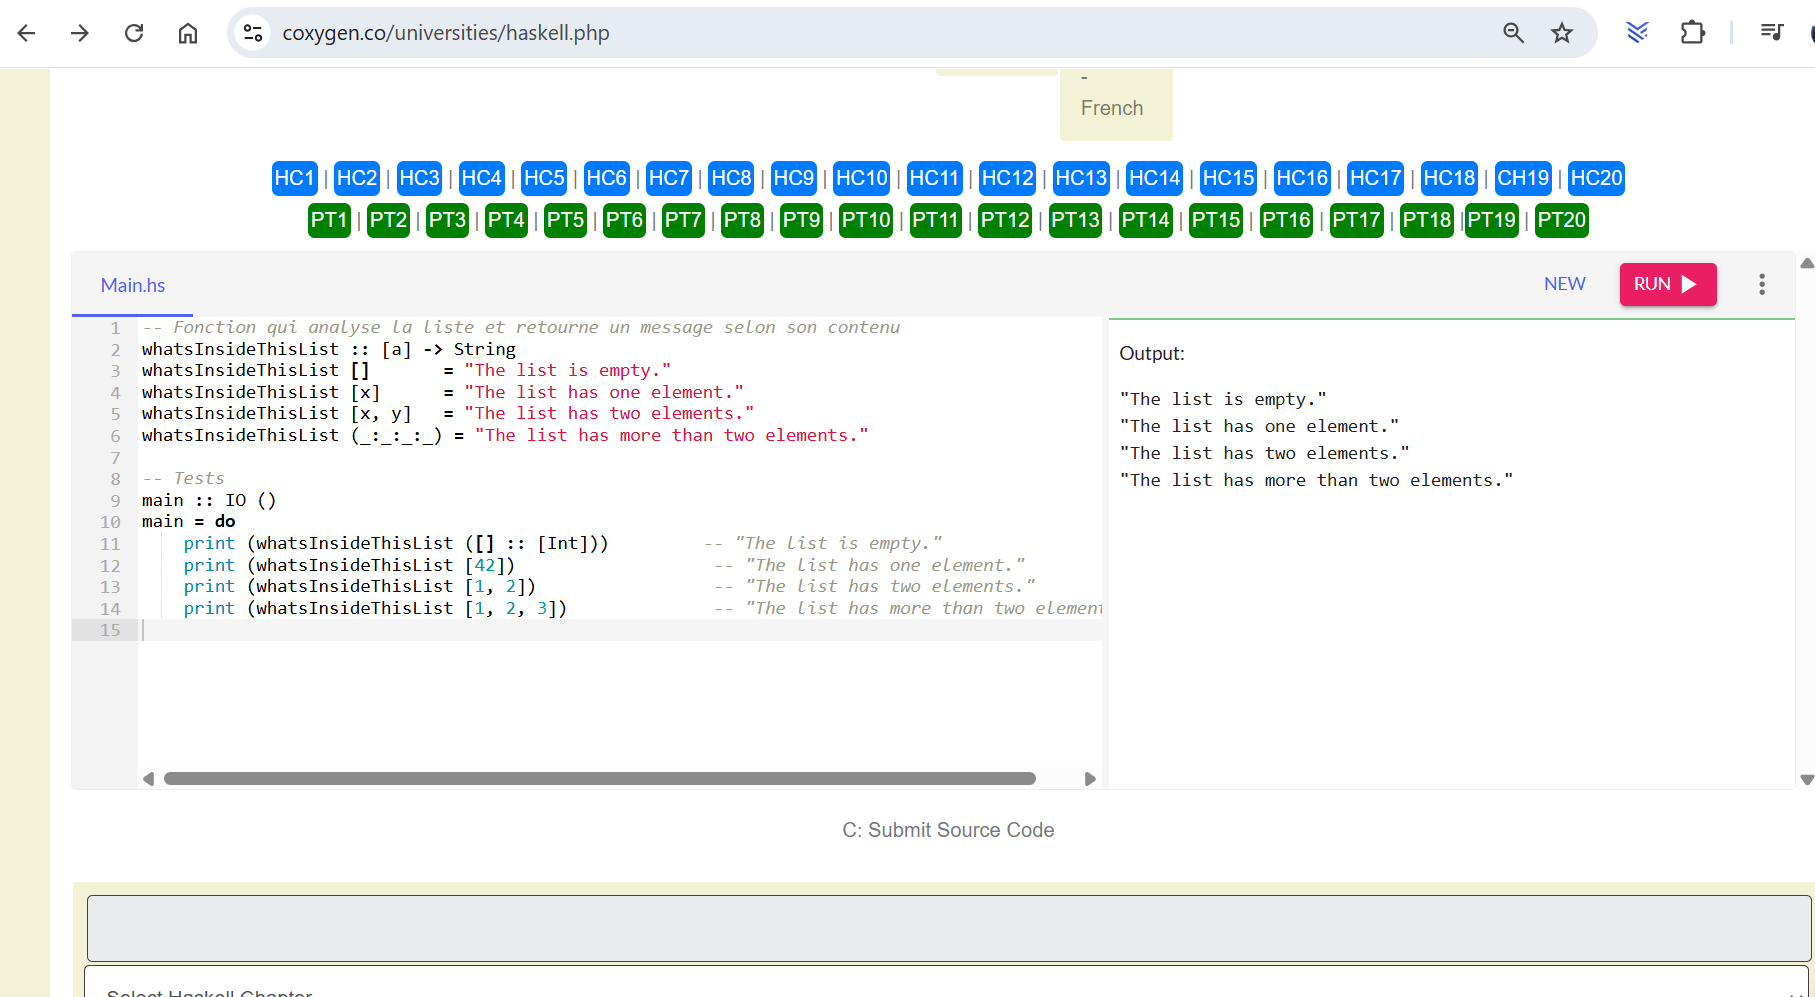 coxygen.co/universities/haskell.php
-
French
HC1 | HC2 | HC3 | HC4 | HC5 | HC6 | HC7 | HC8 | HC9 | HC10 | HC11 | HC12 | HC13 | HC14 | HC15 | HC16 | HC17 | HC18 | CH19 | HC20
PT1 | PT2 | PT3 | PT4 | PT5 | PT6 | PT7 | PT8 | PT9 | PT10 | PT11 | PT12 | PT13 | PT14 | PT15 | PT16 | PT17 | PT18 |PT19 | PT20
Main.hs
NEW
RUN
1 -- Fonction qui analyse la liste et retourne un message selon son contenu
2 whatsInsideThisList :: [a] -> String
3 whatsInsideThisList []       = "The list is empty."
4 whatsInsideThisList [x]      = "The list has one element."
5 whatsInsideThisList [x, y]   = "The list has two elements."
6 whatsInsideThisList (_:_:_:_) = "The list has more than two elements."
7
8 -- Tests
9 main :: IO ()
10 main = do
11     print (whatsInsideThisList ([] :: [Int]))         -- "The list is empty."
12     print (whatsInsideThisList [42])                   -- "The list has one element."
13     print (whatsInsideThisList [1, 2])                 -- "The list has two elements."
14     print (whatsInsideThisList [1, 2, 3])              -- "The list has more than two element
15
Output:
"The list is empty."
"The list has one element."
"The list has two elements."
"The list has more than two elements."
C: Submit Source Code
Select Haskell Chapter